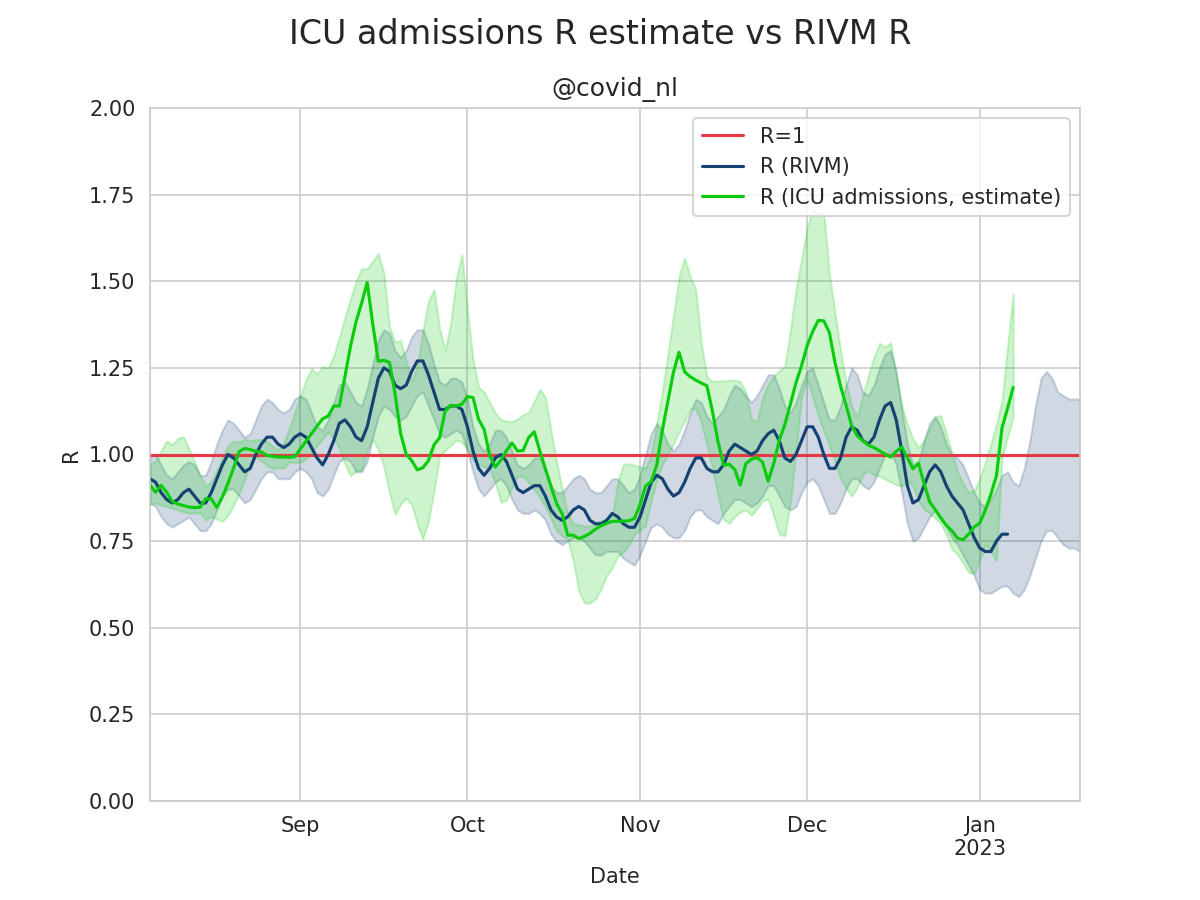 ICU admissions R estimate vs RIVM R
@covid_nl
2.00
1.75
1.50
1.25
1.00
0.75
0.50
0.25
0.00
R
R=1
R (RIVM)
R (ICU admissions, estimate)
Sep
Oct
Nov
Dec
Jan
2023
Date